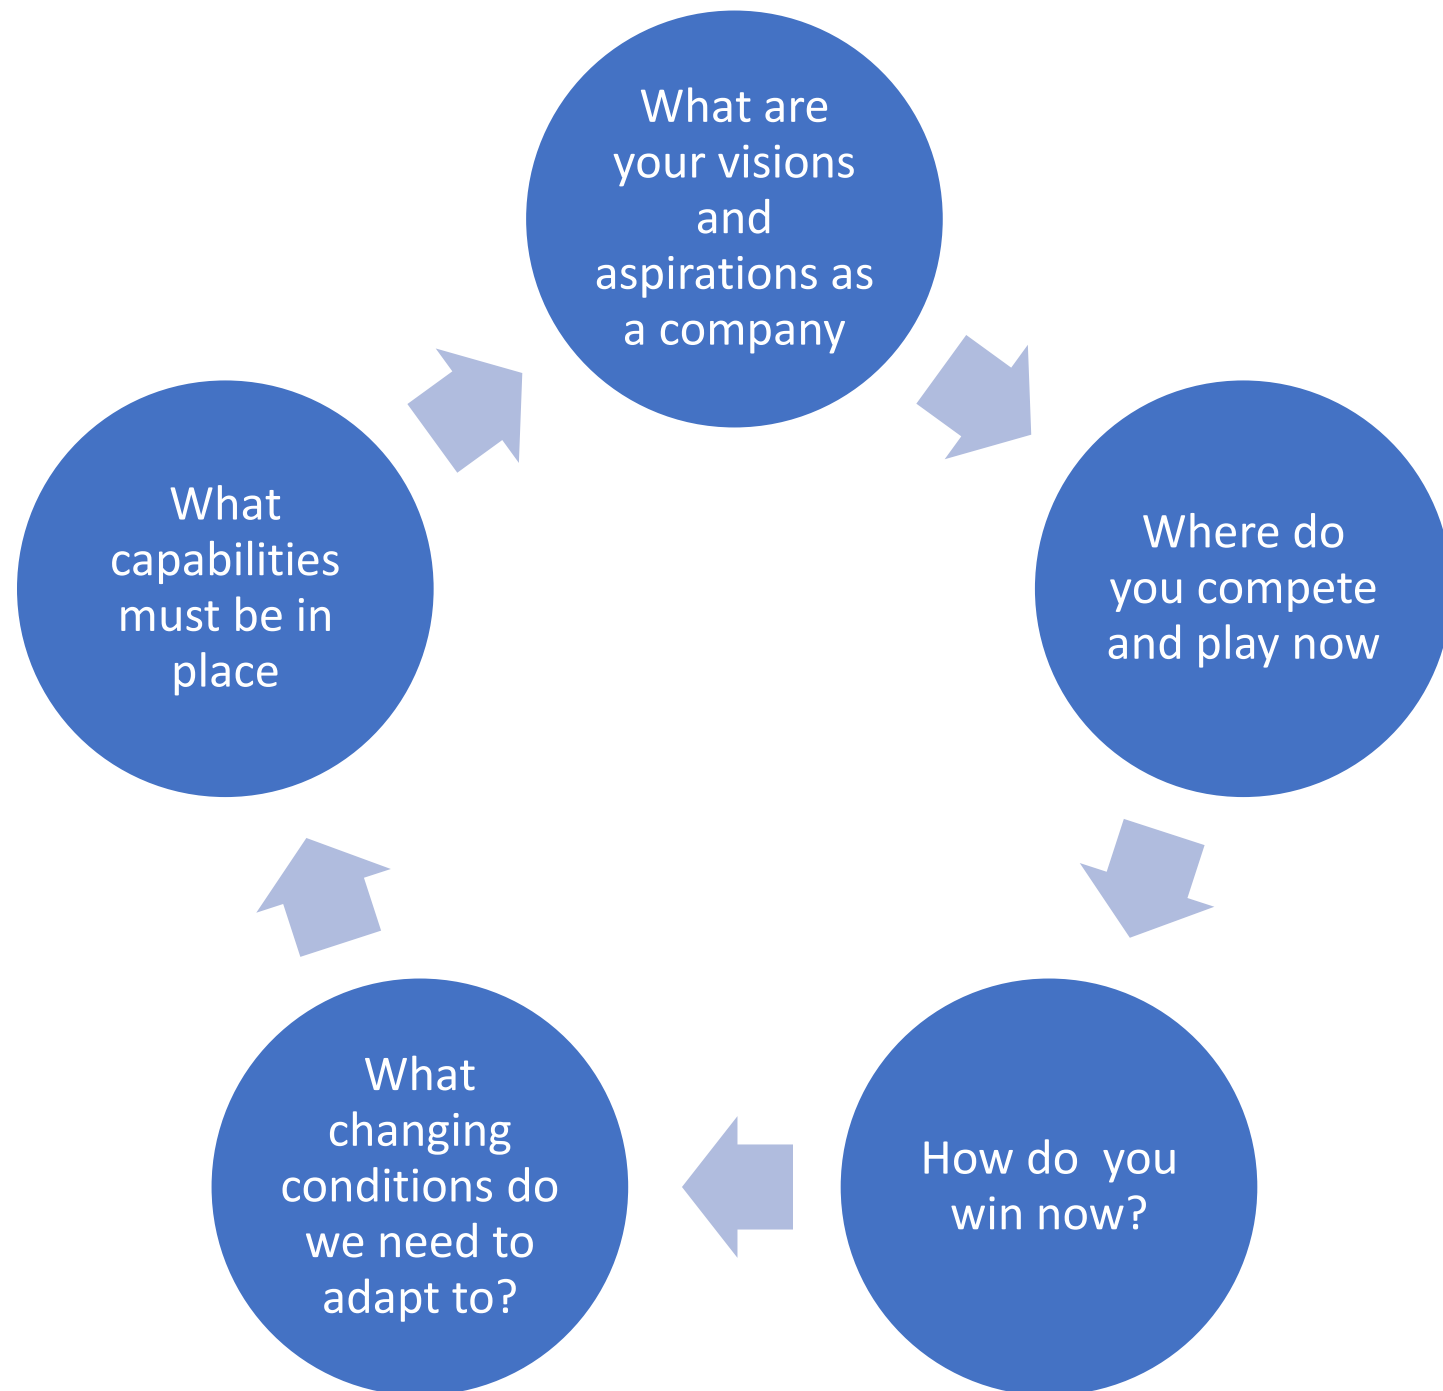 What are
your visions
and
aspirations as
a company
Where do
you compete
and play now
How do  you
win now?
What
changing
conditions do
we need to
adapt to?
What
capabilities
must be in
place